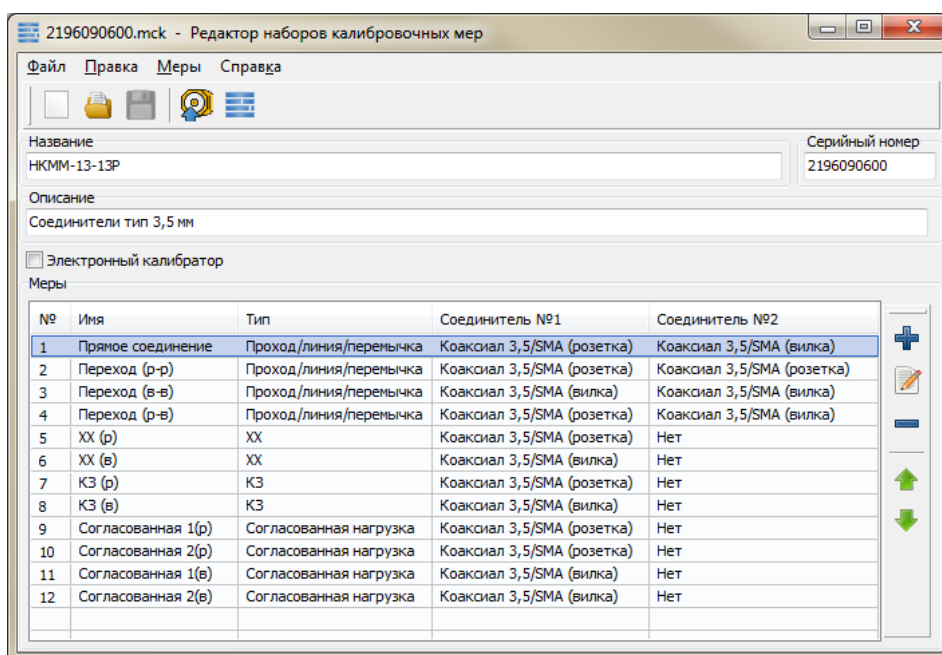 2196090600.mck - Редактор наборов калибровочных мер
Файл Правка Меры Справка
Название Серийный номер
НКММ-13-13Р 2196090600
Описание
Соединители тип 3,5 мм
Электронный калибратор
Меры
№ Имя Тип Соединитель №1 Соединитель №2
1 Прямое соединение Проход/линия/перемычка Коаксиал 3,5/SMA (розетка) Коаксиал 3,5/SMA (вилка)
2 Переход (р-р) Проход/линия/перемычка Коаксиал 3,5/SMA (розетка) Коаксиал 3,5/SMA (розетка)
3 Переход (в-в) Проход/линия/перемычка Коаксиал 3,5/SMA (вилка) Коаксиал 3,5/SMA (вилка)
4 Переход (р-в) Проход/линия/перемычка Коаксиал 3,5/SMA (розетка) Коаксиал 3,5/SMA (вилка)
5 ХХ (р) ХХ Коаксиал 3,5/SMA (розетка) Нет
6 ХХ (в) ХХ Коаксиал 3,5/SMA (вилка) Нет
7 КЗ (р) КЗ Коаксиал 3,5/SMA (розетка) Нет
8 КЗ (в) КЗ Коаксиал 3,5/SMA (вилка) Нет
9 Согласованная 1(р) Согласованная нагрузка Коаксиал 3,5/SMA (розетка) Нет
10 Согласованная 2(р) Согласованная нагрузка Коаксиал 3,5/SMA (розетка) Нет
11 Согласованная 1(в) Согласованная нагрузка Коаксиал 3,5/SMA (вилка) Нет
12 Согласованная 2(в) Согласованная нагрузка Коаксиал 3,5/SMA (вилка) Нет